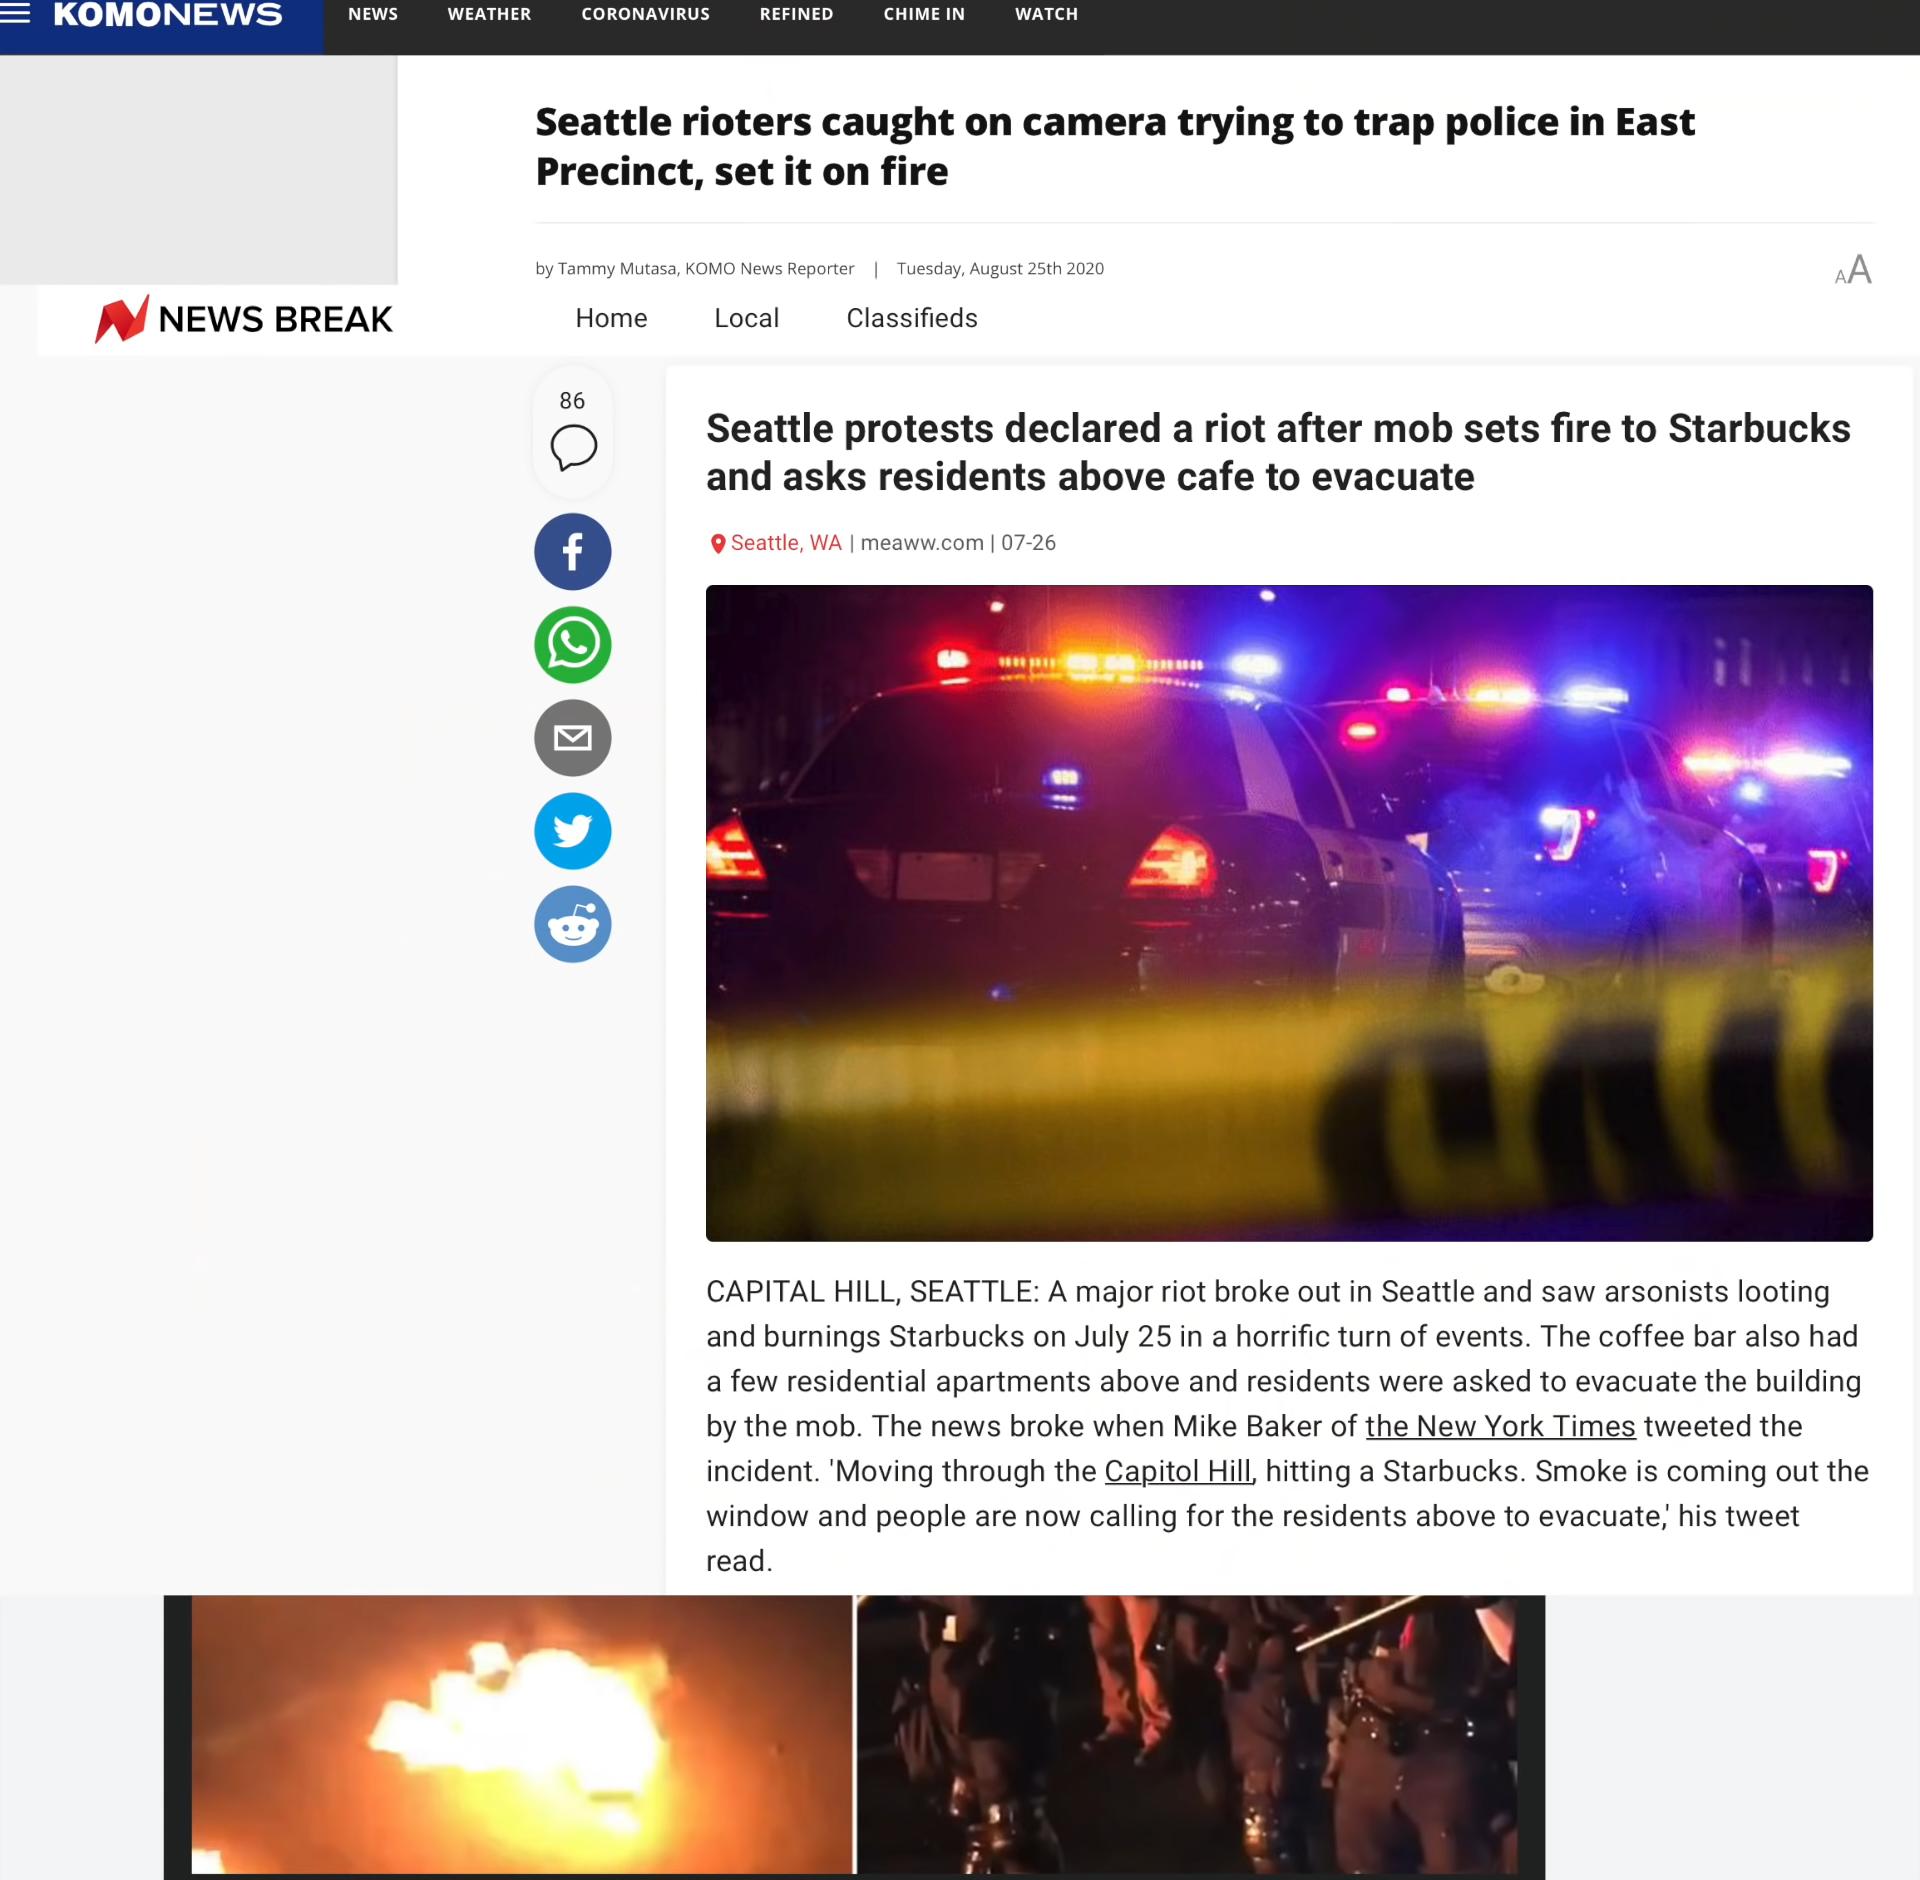 KOMONEWS NEWS WEATHER CORONAVIRUS REFINED CHIME IN WATCH
Seattle rioters caught on camera trying to trap police in East
Precinct, set it on fire
by Tammy Mutasa, KOMO News Reporter | Tuesday, August 25th 2020
AA
NEWS BREAK Home Local Classifieds
86
Seattle protests declared a riot after mob sets fire to Starbucks
and asks residents above cafe to evacuate
Seattle, WA | meaww.com | 07-26
CAPITAL HILL, SEATTLE: A major riot broke out in Seattle and saw arsonists looting
and burnings Starbucks on July 25 in a horrific turn of events. The coffee bar also had
a few residential apartments above and residents were asked to evacuate the building
by the mob. The news broke when Mike Baker of the New York Times tweeted the
incident. 'Moving through the Capitol Hill, hitting a Starbucks. Smoke is coming out the
window and people are now calling for the residents above to evacuate,' his tweet
read.